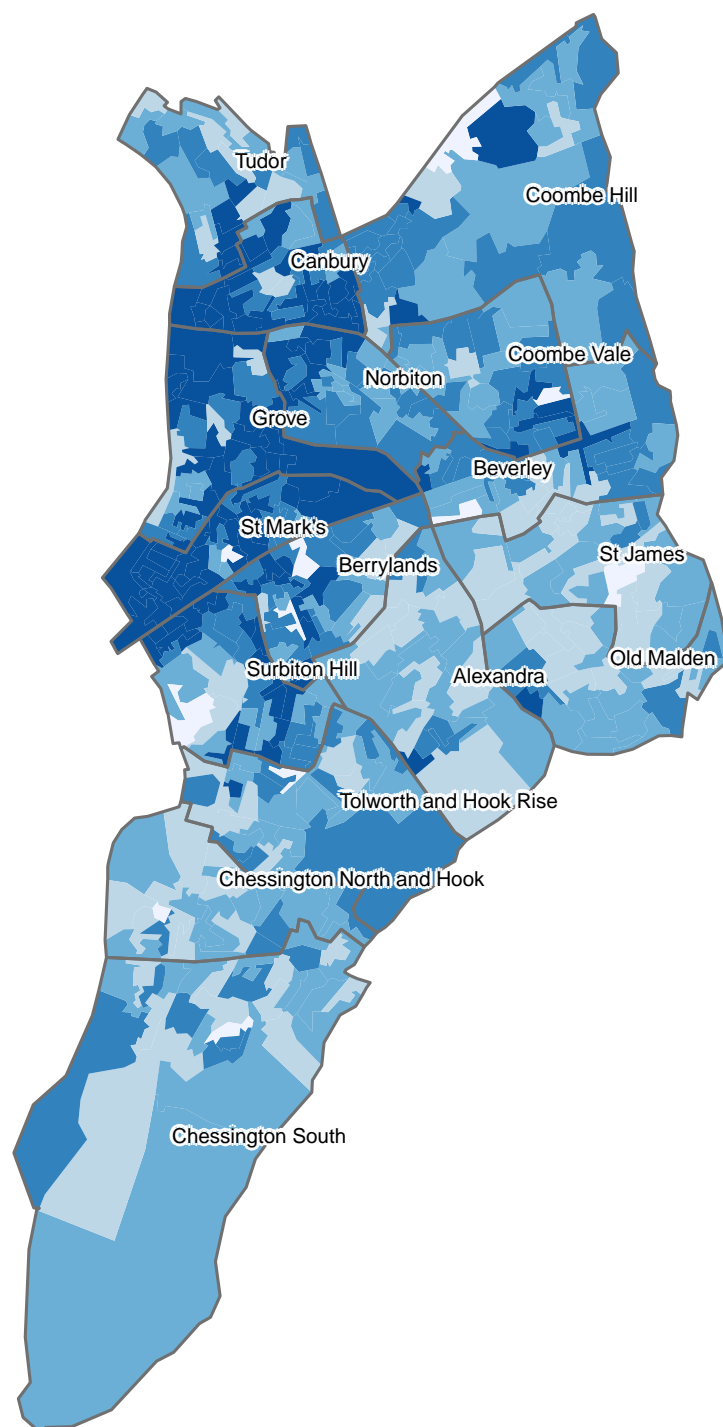 Tudor
Coombe Hill
Canbury
Coombe Vale
Norbiton
Grove
Beverley
St Mark's
St James
Berrylands
Old Malden
Surbiton Hill
Alexandra
Tolworth and Hook Rise
Chessington North and Hook
Chessington South